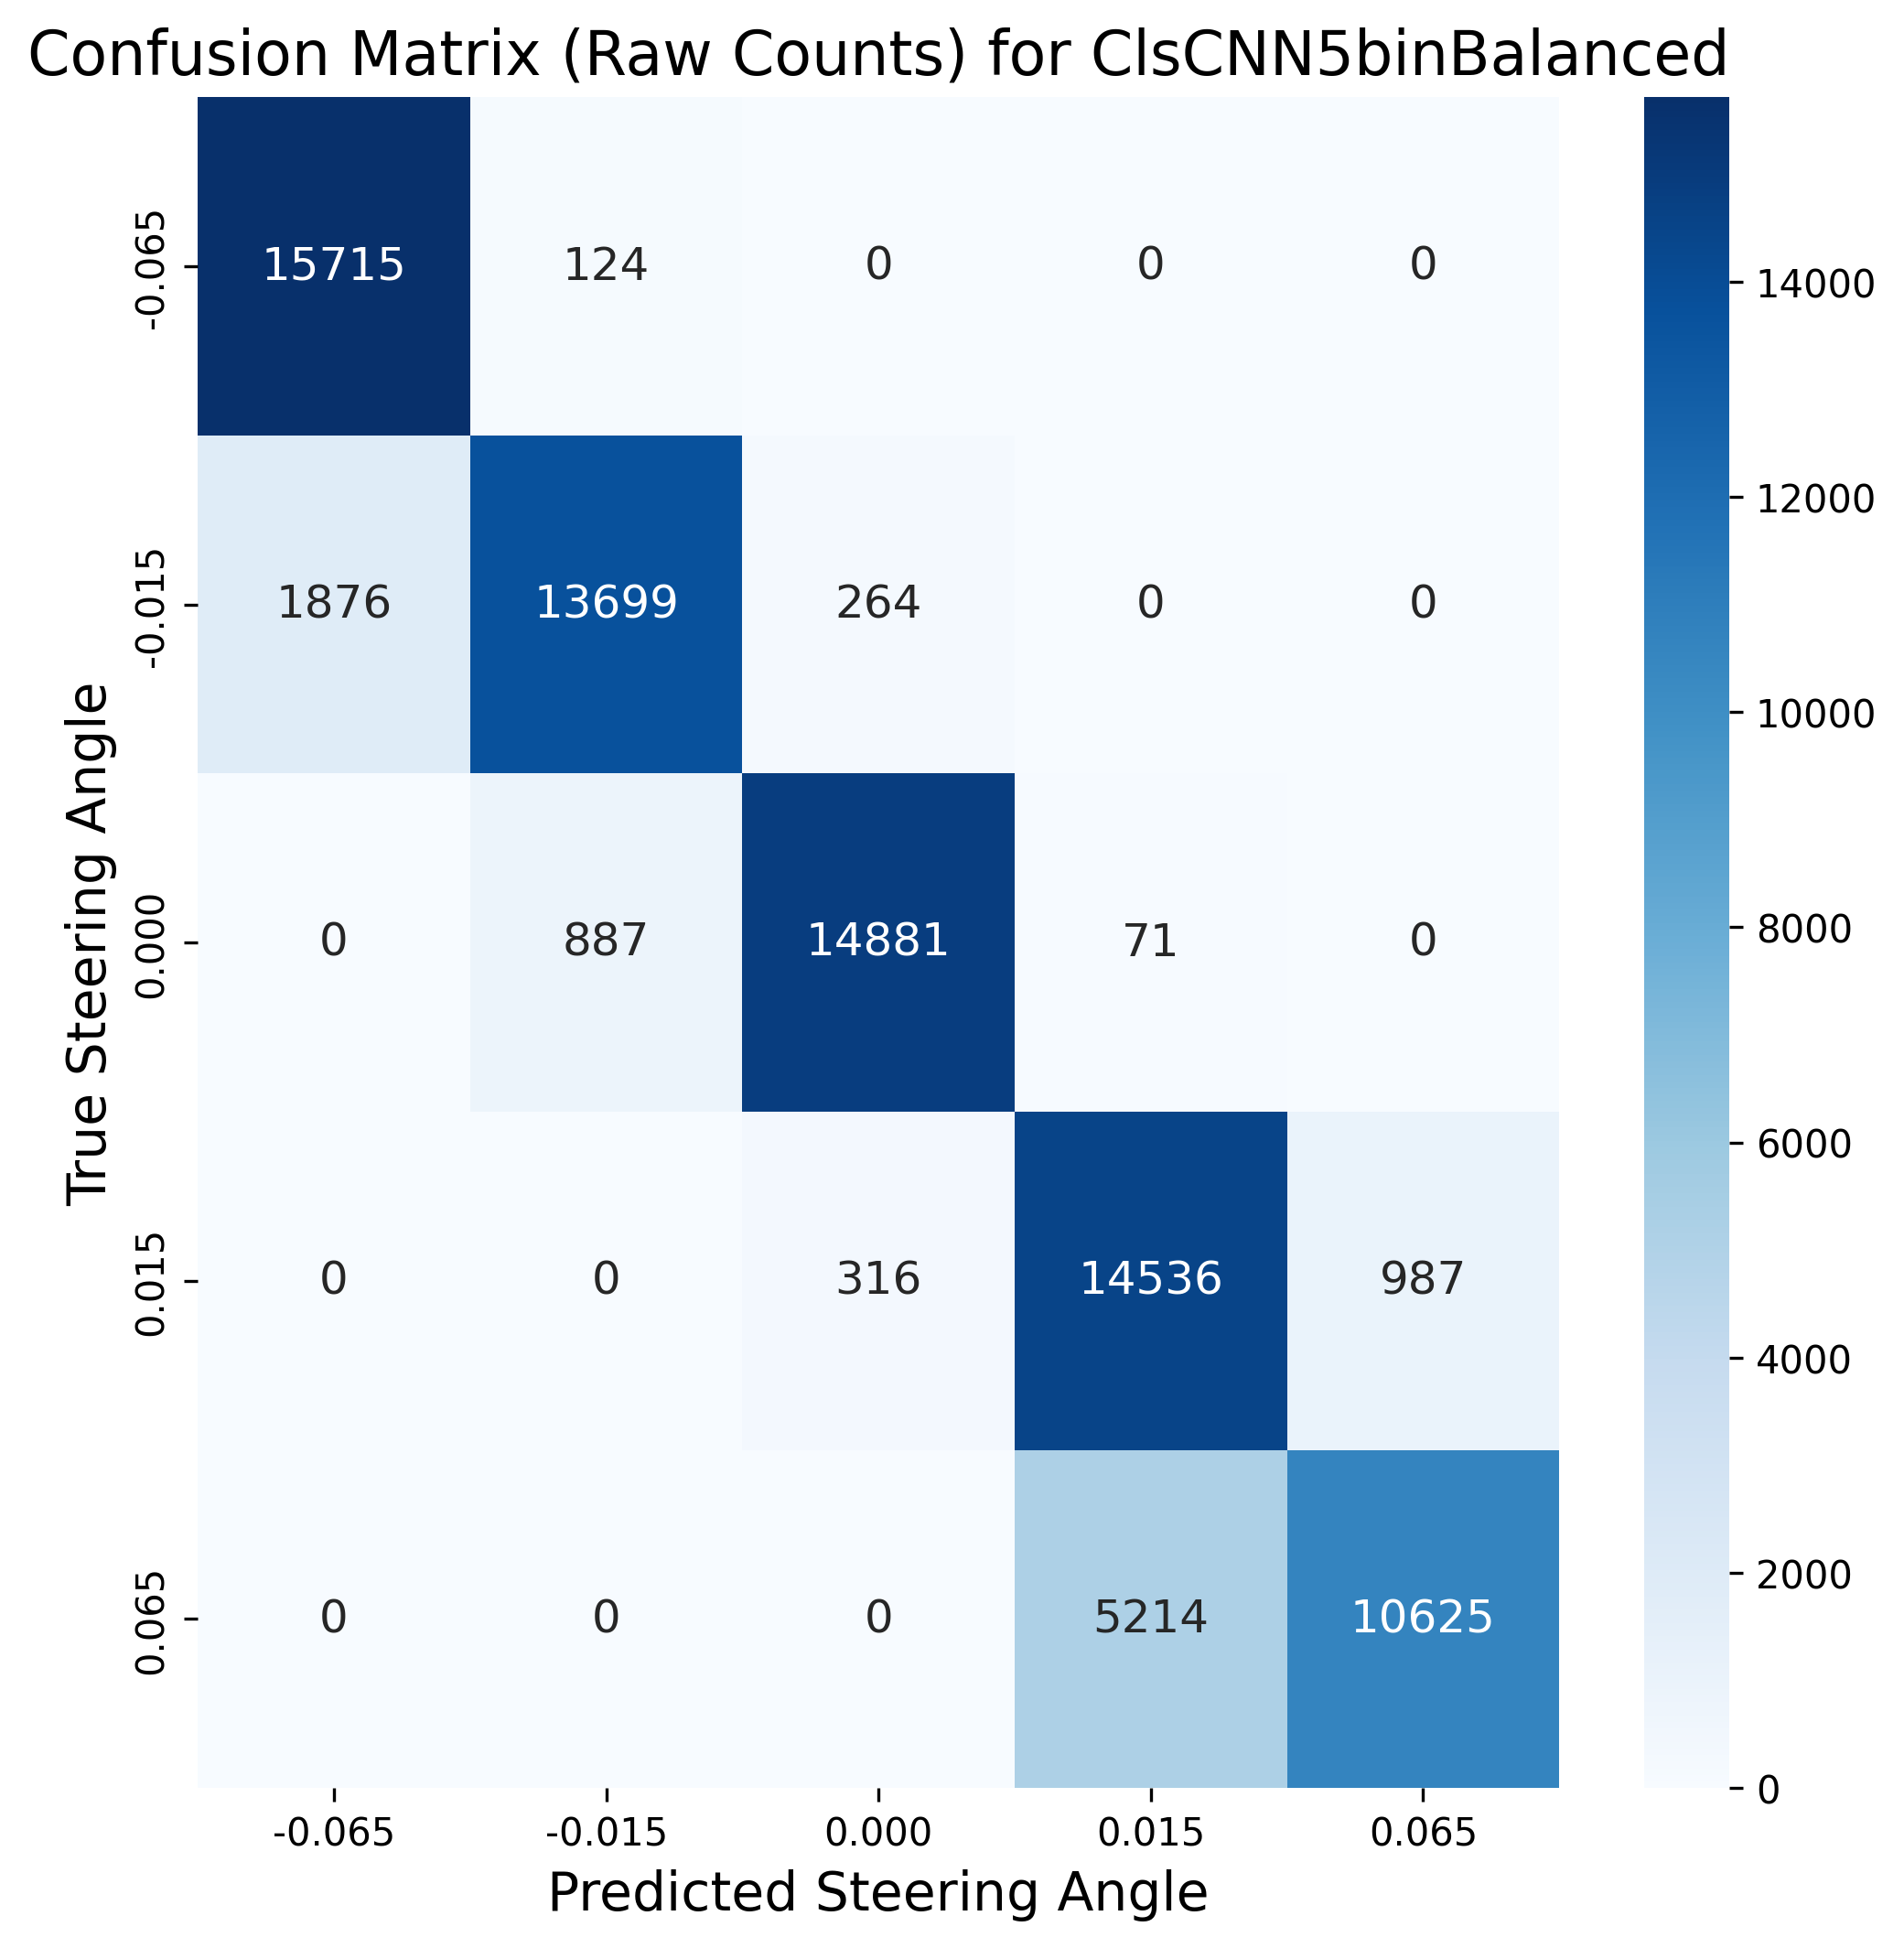 Confusion Matrix (Raw Counts) for ClsCNN5binBalanced
True Steering Angle
-0.065
-0.015
0.000
0.015
0.065
15715 124 0 0 0
1876 13699 264 0 0
0 887 14881 71 0
0 0 316 14536 987
0 0 0 5214 10625
-0.065 -0.015 0.000 0.015 0.065
Predicted Steering Angle
14000
12000
10000
8000
6000
4000
2000
0